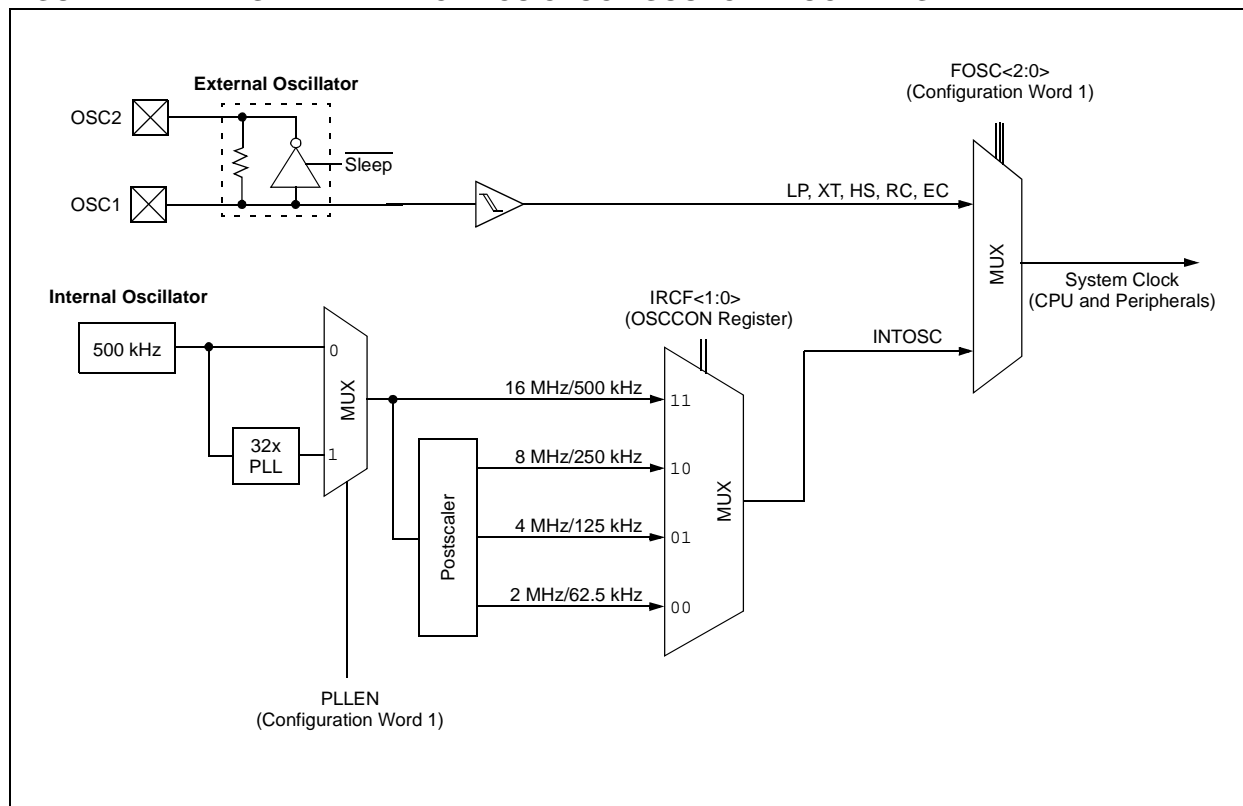 FOSC<2:0>
(Configuration Word 1)
External Oscillator
OSC2
Sleep
OSC1
LP, XT, HS, RC, EC
MUX
System Clock
(CPU and Peripherals)
Internal Oscillator
IRCF<1:0>
(OSCCON Register)
500 kHz
0
MUX
INTOSC
16 MHz/500 kHz
11
32x
PLL
1
8 MHz/250 kHz
10
MUX
Postscaler
4 MHz/125 kHz
01
2 MHz/62.5 kHz
00
PLLEN
(Configuration Word 1)